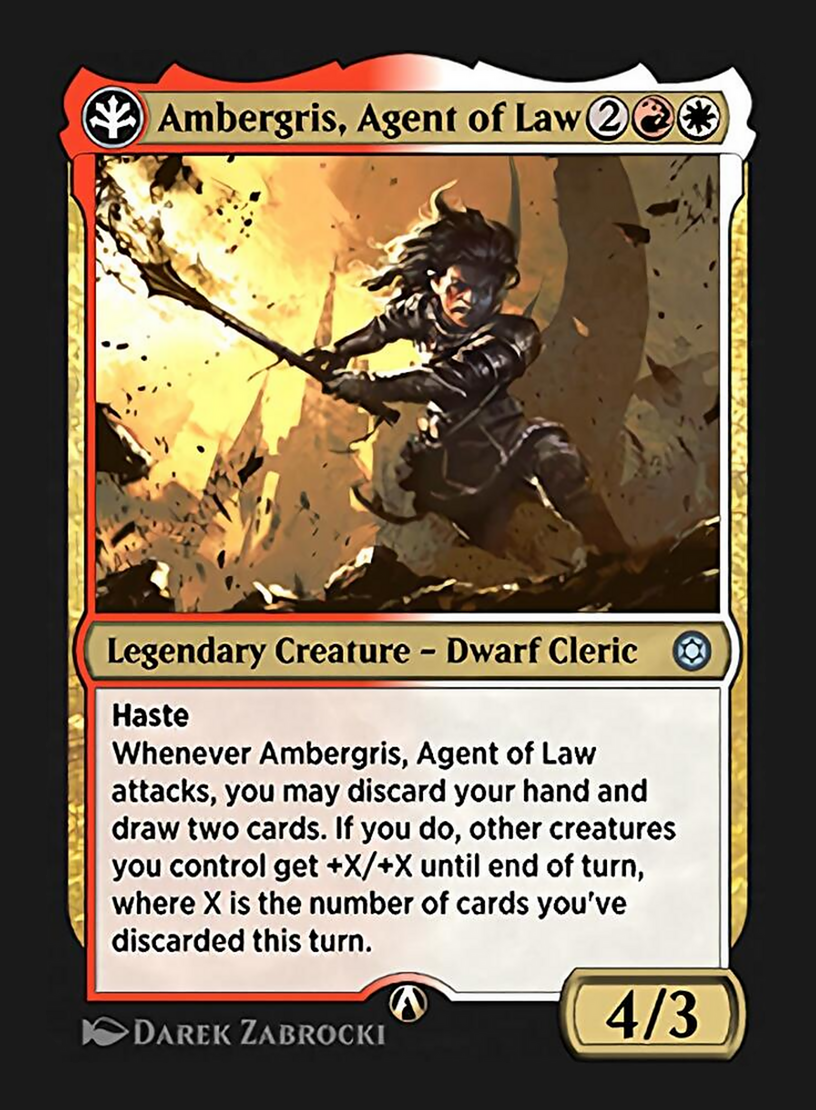 Ambergris, Agent of Law 2
Legendary Creature – Dwarf Cleric
Haste
Whenever Ambergris, Agent of Law
attacks, you may discard your hand and
draw two cards. If you do, other creatures
you control get +X/+X until end of turn,
where X is the number of cards you've
discarded this turn.
4/3
DAREK ZABROCKI